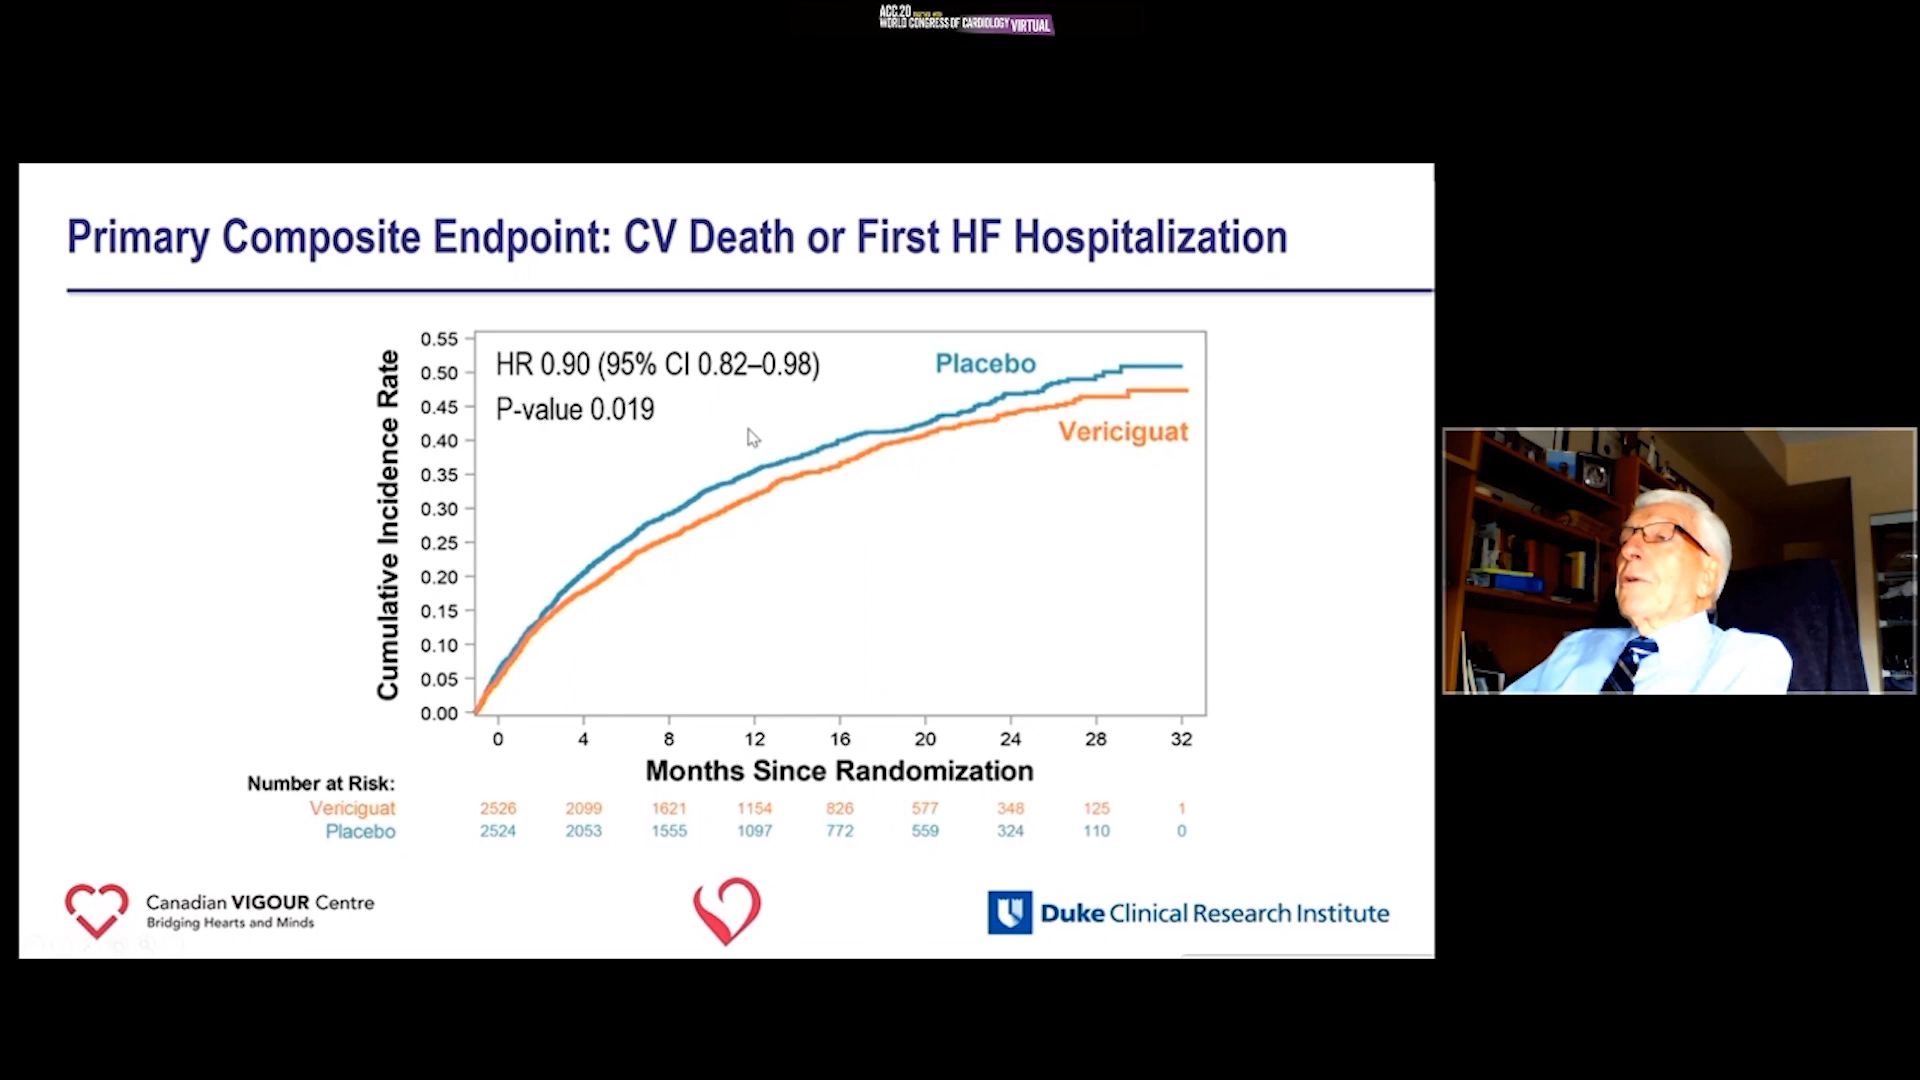 ACC.20
WORLD CONGRESS OF CARDIOLOGY VIRTUAL
Primary Composite Endpoint: CV Death or First HF Hospitalization
HR 0.90 (95% CI 0.82–0.98)
P-value 0.019
Placebo
Vericiguat
Cumulative Incidence Rate
0.55
0.50
0.45
0.40
0.35
0.30
0.25
0.20
0.15
0.10
0.05
0.00
0 4 8 12 16 20 24 28 32
Months Since Randomization
Number at Risk:
Vericiguat 2526 2099 1621 1154 826 577 348 125 1
Placebo 2524 2053 1555 1097 772 559 324 110 0
Canadian VIGOUR Centre
Bridging Hearts and Minds
Duke Clinical Research Institute